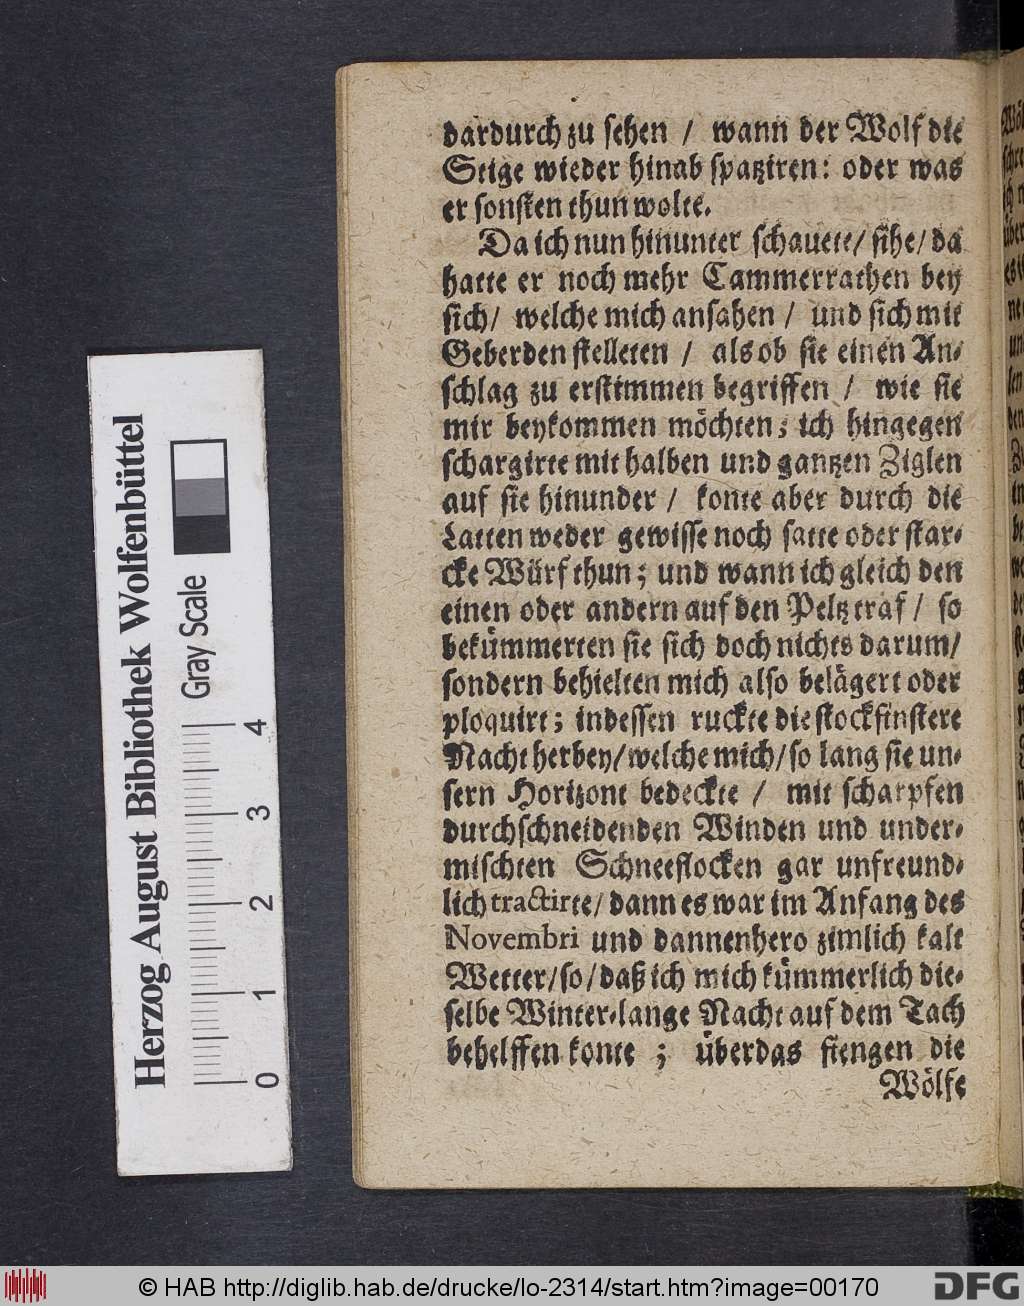 dardurch zu sehen / wann der Wolf die
Stige wieder hinab spatziren: oder was
er sonsten thun wolte.
Da ich nun hinunter schauete / sihe / da
hatte er noch mehr Cammerrathen bey
sich / welche mich ansahen / und sich mit
Geberden stelleten / als ob sie einen An-
schlag zu erstimmen begriffen / wie sie
mir beykommen möchten; ich hingegen
schargirte mit halben und gantzen Ziglen
auf sie hinunder / konte aber durch die
Latten weder gewisse noch satte oder star-
cke Würf thun; und wann ich gleich den
einen oder andern auf den Peltz traf / so
bekümmerten sie sich doch nichts darum /
sondern behielten mich also belägert oder
ploquirt; indessen ruckte die stockfinstere
Nacht herbey / welche mich / so lang sie un-
sern Horizont bedeckte / mit scharpfen
durchschneidenden Winden und under-
mischten Schneeflocken gar unfreund-
lich tractirte / dann es war im Anfang des
Novembri und dannenhero zimlich kalt
Wetter / so / daß ich mich kümmerlich die-
selbe Winter-lange Nacht auf dem Tach
behelffen konte ; überdas fiengen die
Wölfe
Herzog August Bibliothek Wolfenbüttel
Gray Scale
0 1 2 3 4
© HAB http://diglib.hab.de/drucke/lo-2314/start.htm?image=00170
DFG